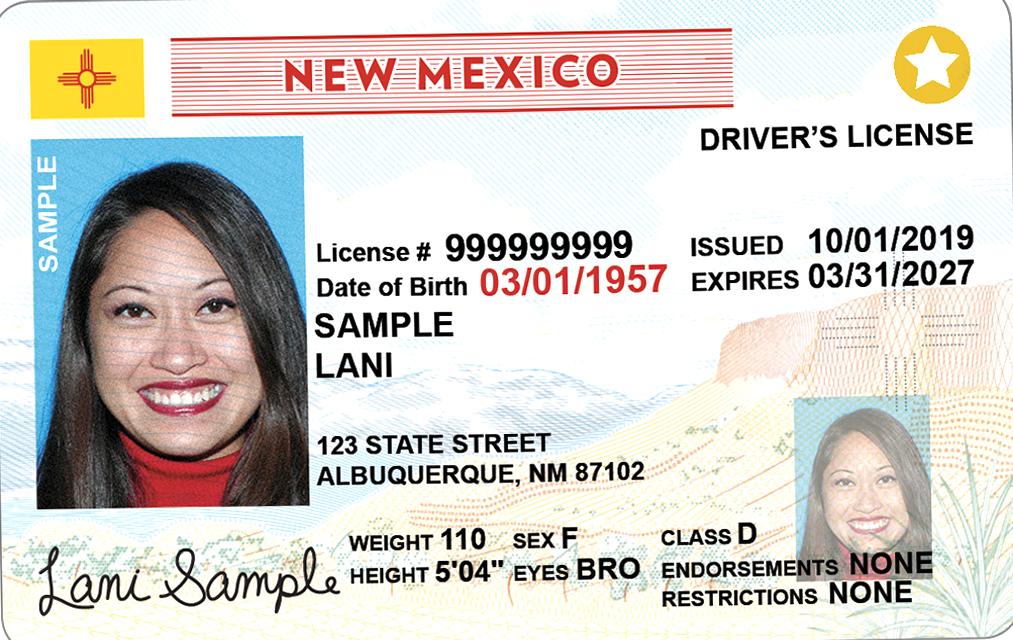 NEW MEXICO
DRIVER'S LICENSE
SAMPLE
License # 999999999
ISSUED 10/01/2019
Date of Birth 03/01/1957
EXPIRES 03/31/2027
SAMPLE
LANI
123 STATE STREET
ALBUQUERQUE, NM 87102
WEIGHT 110 SEX F
CLASS D
HEIGHT 5'04" EYES BRO
ENDORSEMENTS NONE
RESTRICTIONS NONE
Lani Sample